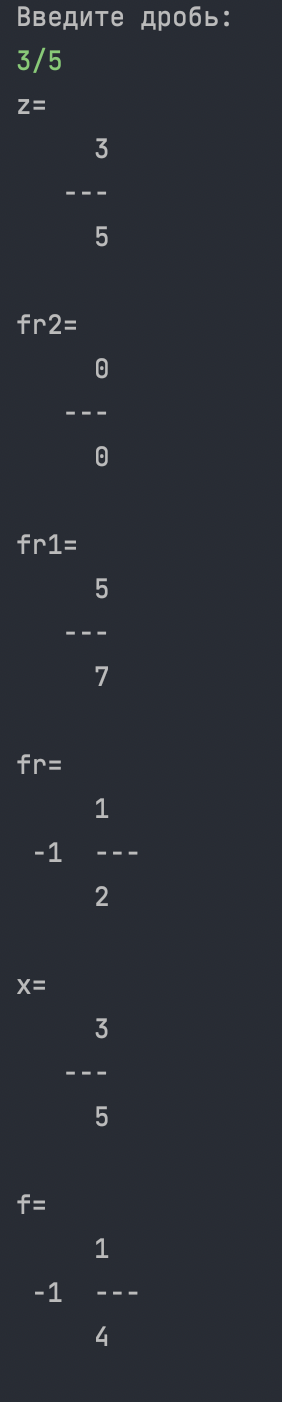 Введите дробь:
3/5
z=
3
---
5
fr2=
0
---
0
fr1=
5
---
7
fr=
1
-1 ---
2
x=
3
---
5
f=
1
-1 ---
4